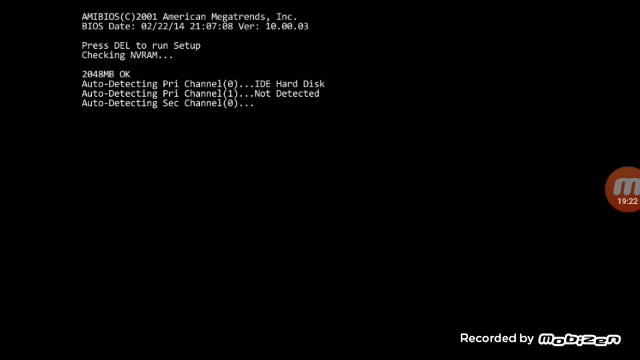 AMIBIOS(C)2001 American Megatrends, Inc.
BIOS Date: 02/22/14 21:07:08 Ver: 10.00.03
Press DEL to run Setup
Checking NVRAM...
2048MB OK
Auto-Detecting Pri Channel(0)...IDE Hard Disk
Auto-Detecting Pri Channel(1)...Not Detected
Auto-Detecting Sec Channel(0)...
19:22
Recorded by mobizen